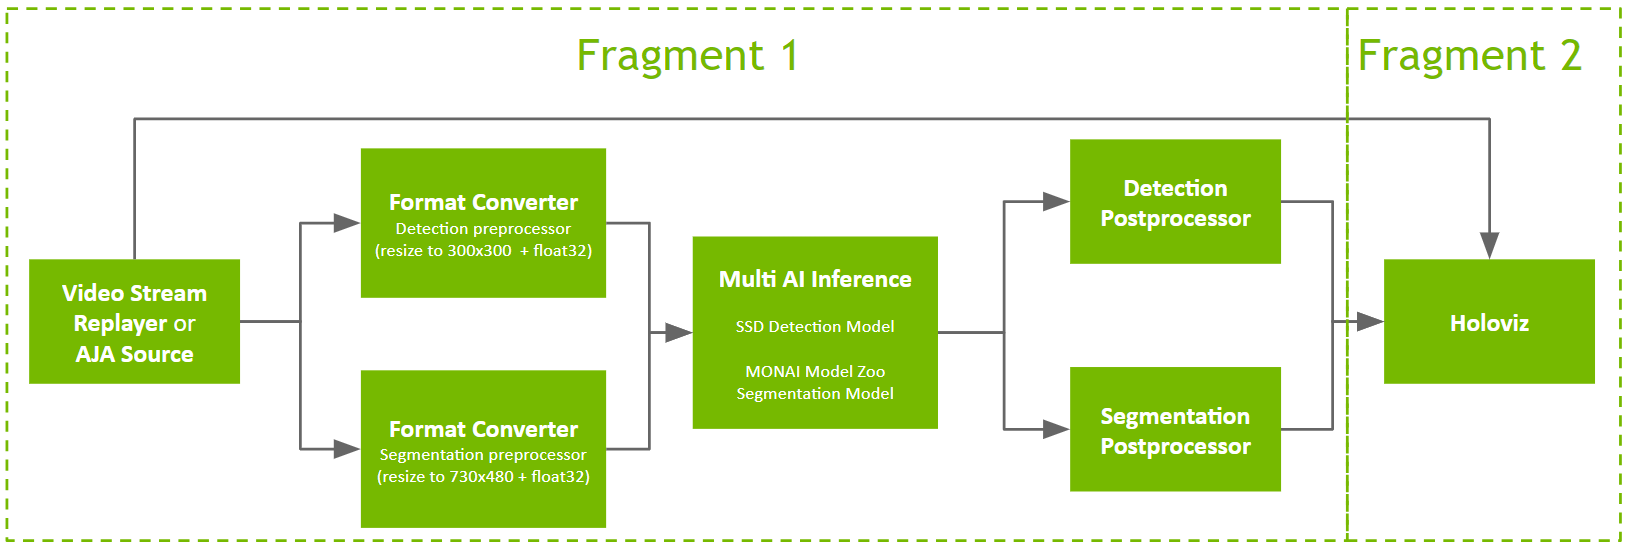 Fragment 1
Fragment 2
Video Stream
Replayer or
AJA Source
Format Converter
Detection preprocessor
(resize to 300x300 + float32)
Format Converter
Segmentation preprocessor
(resize to 730x480 + float32)
Multi AI Inference
SSD Detection Model
MONAI Model Zoo
Segmentation Model
Detection
Postprocessor
Segmentation
Postprocessor
Holoviz